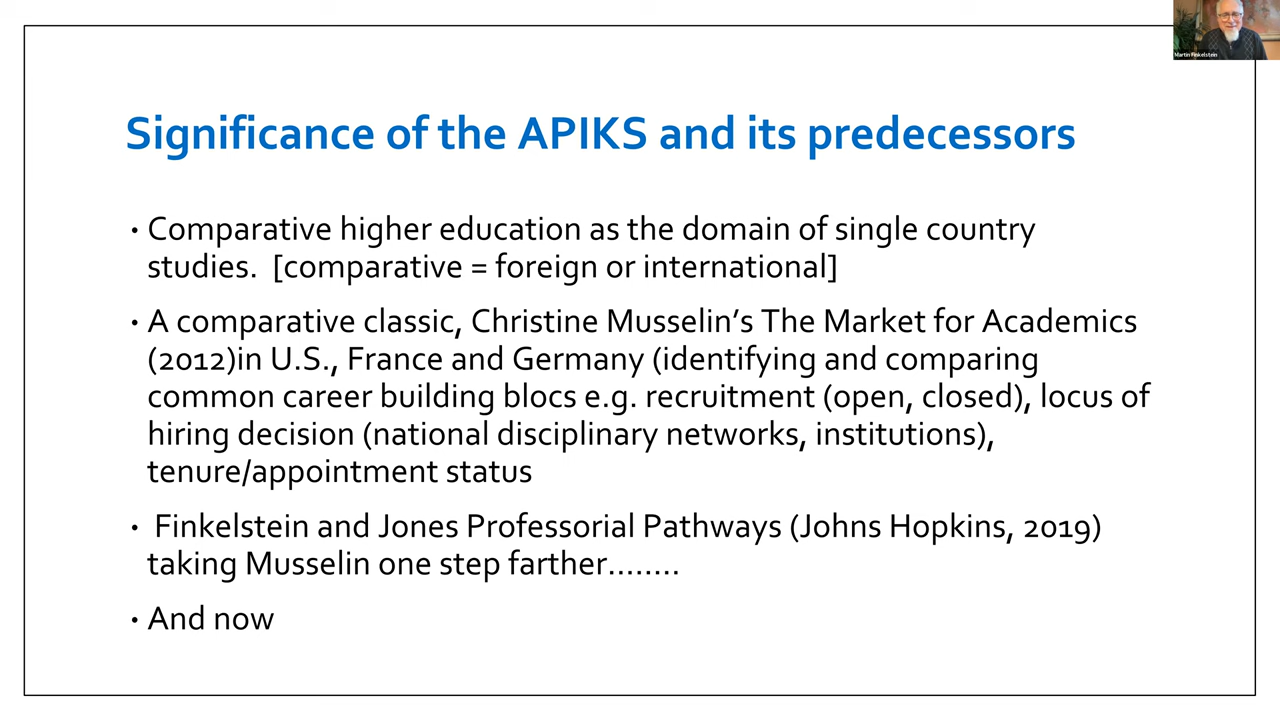 Martin Finkelstein
Significance of the APIKS and its predecessors
• Comparative higher education as the domain of single country
studies.  [comparative = foreign or international]
• A comparative classic, Christine Musselin’s The Market for Academics
(2012)in U.S., France and Germany (identifying and comparing
common career building blocs e.g. recruitment (open, closed), locus of
hiring decision (national disciplinary networks, institutions),
tenure/appointment status
•  Finkelstein and Jones Professorial Pathways (Johns Hopkins, 2019)
taking Musselin one step farther........
• And now